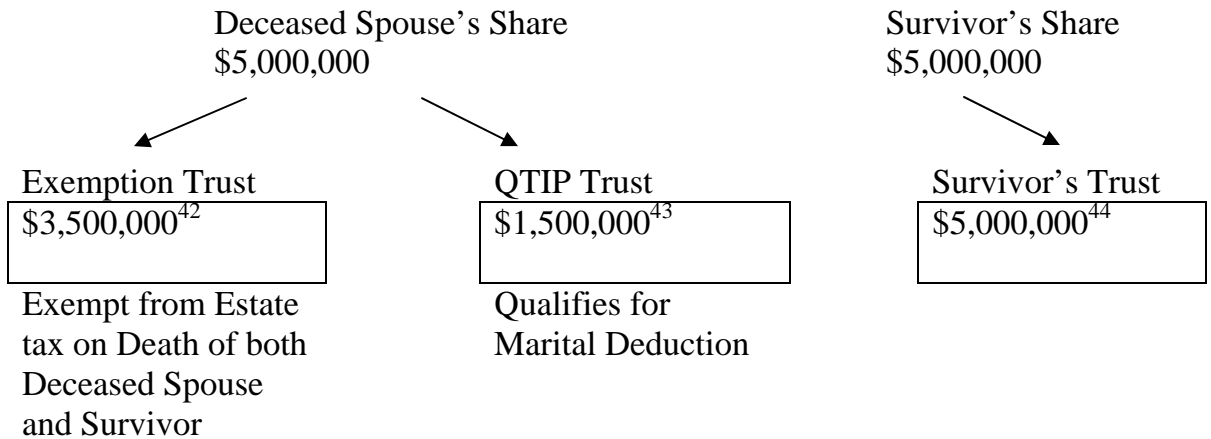 Deceased Spouse’s Share
$5,000,000
Survivor’s Share
$5,000,000
Exemption Trust
$3,500,000⁴²
Exempt from Estate
tax on Death of both
Deceased Spouse
and Survivor
QTIP Trust
$1,500,000⁴³
Qualifies for
Marital Deduction
Survivor’s Trust
$5,000,000⁴⁴